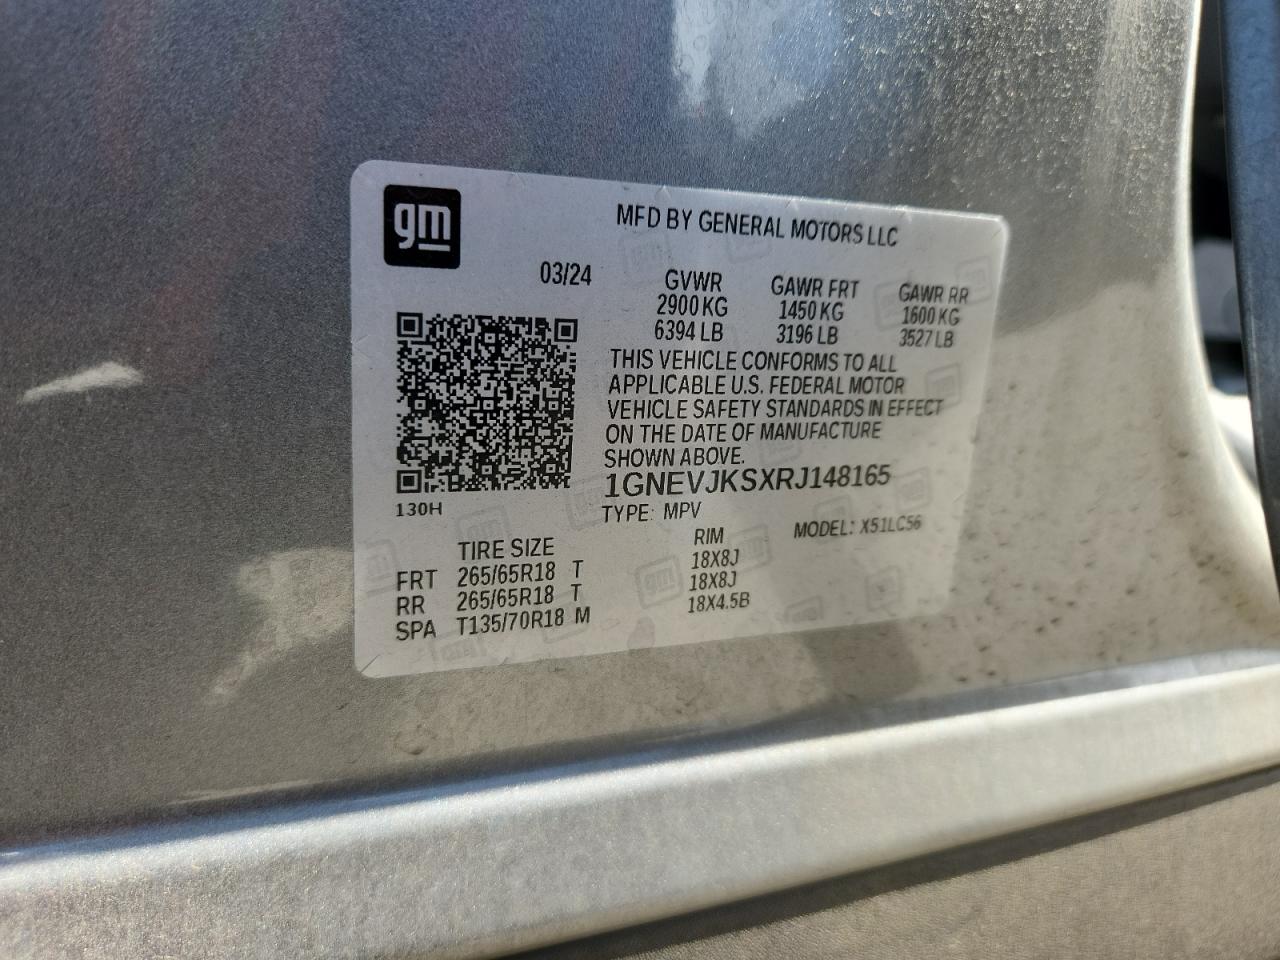 gm
MFD BY GENERAL MOTORS LLC
03/24 GVWR GAWR FRT GAWR RR
2900 KG 1450 KG 1600 KG
6394 LB 3196 LB 3527 LB
THIS VEHICLE CONFORMS TO ALL
APPLICABLE U.S. FEDERAL MOTOR
VEHICLE SAFETY STANDARDS IN EFFECT
ON THE DATE OF MANUFACTURE
SHOWN ABOVE.
1GNEVJKSXRJ148165
130H
TYPE: MPV MODEL: X51LC56
TIRE SIZE RIM
FRT 265/65R18 T 18X8J
RR 265/65R18 T 18X8J
SPA T135/70R18 M 18X4.5B